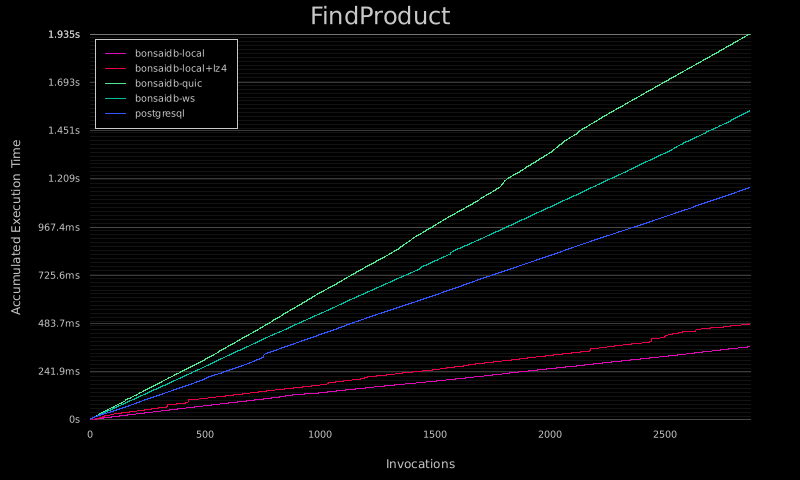 FindProduct
1.935s
1.693s
1.451s
1.209s
967.4ms
725.6ms
483.7ms
241.9ms
0s
Accumulated Execution Time
bonsaidb-local
bonsaidb-local+lz4
bonsaidb-quic
bonsaidb-ws
postgresql
0 500 1000 1500 2000 2500
Invocations